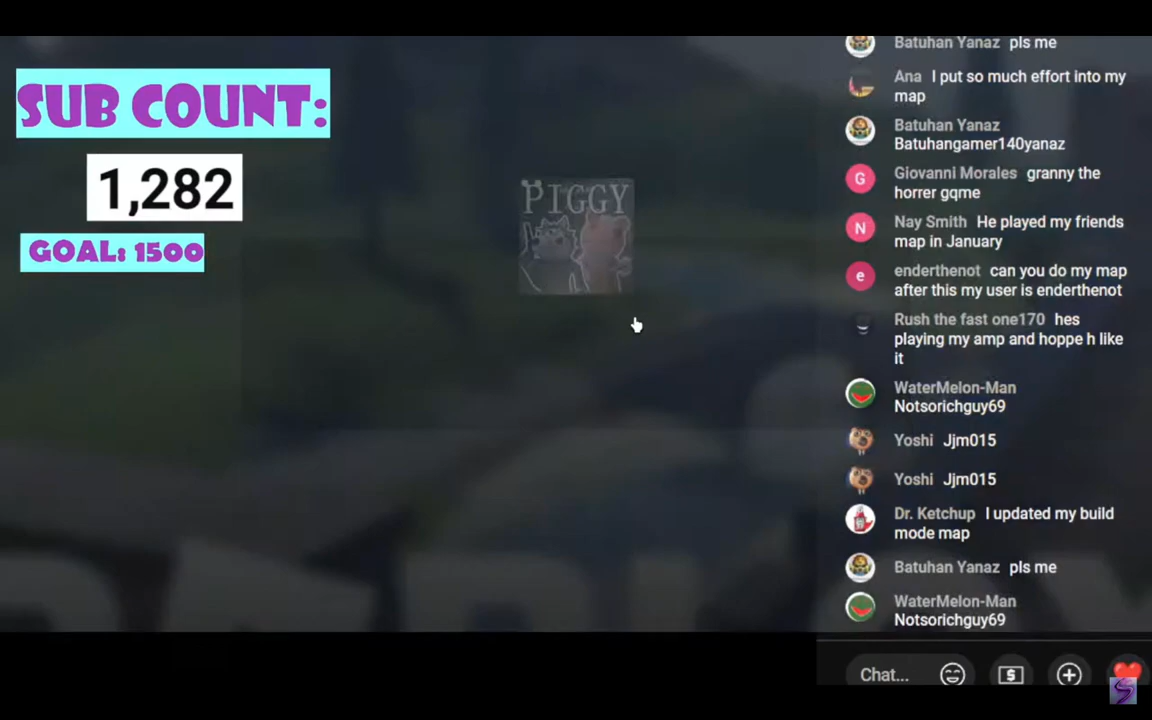 SUB COUNT:
1,282
GOAL: 1500
PIGGY
Batuhan Yanaz pls me
Ana I put so much effort into my
map
Batuhan Yanaz
Batuhangamer140yanaz
G
Giovanni Morales granny the
horrer gqme
N
Nay Smith He played my friends
map in January
e
enderthenot can you do my map
after this my user is enderthenot
Rush the fast one170 hes
playing my amp and hoppe h like
it
WaterMelon-Man
Notsorichguy69
Yoshi Jjm015
Yoshi Jjm015
Dr. Ketchup I updated my build
mode map
Batuhan Yanaz pls me
WaterMelon-Man
Notsorichguy69
Chat...
$
S